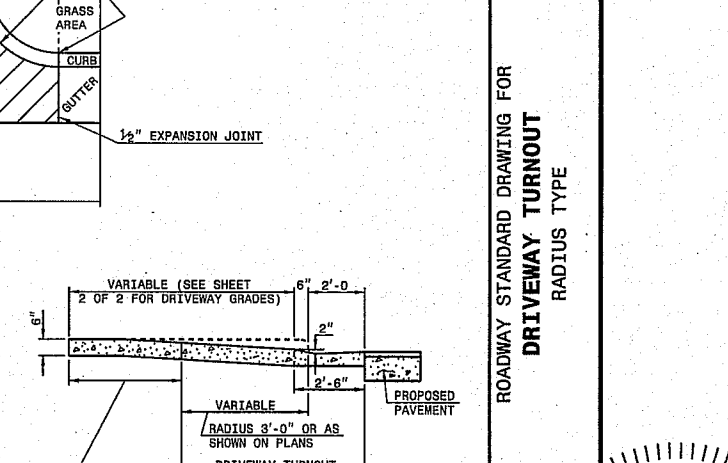 GRASS
AREA
CURB
GUTTER
½" EXPANSION JOINT
VARIABLE (SEE SHEET
2 OF 2 FOR DRIVEWAY GRADES)
6"
2'-0
6"
2"
2'-6"
VARIABLE
RADIUS 3'-0" OR AS
SHOWN ON PLANS
PROPOSED
PAVEMENT
DRIVEWAY TURNOUT
ROADWAY STANDARD DRAWING FOR
DRIVEWAY TURNOUT
RADIUS TYPE